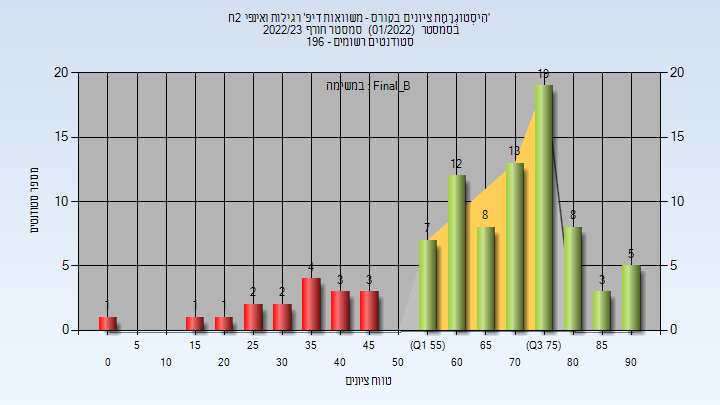 הִיסְטוֹגְרָמַת ציונים בקורס - משוואות דיפ' רגילות ואינפי 2ח'
בסמסטר (01/2022) סמסטר חורף 2022/23
סטודנטים רשומים - 196
במשימה : Final_B
20 20
15 15
10 10
5 5
0 0
מספר סטודנטים
1 1 1 2 2 4 3 3 7 12 8 13 19 8 3 5
5 15 25 35 45 (Q1 55) 65 (Q3 75) 85
0 10 20 30 40 50 60 70 80 90
טווח ציונים